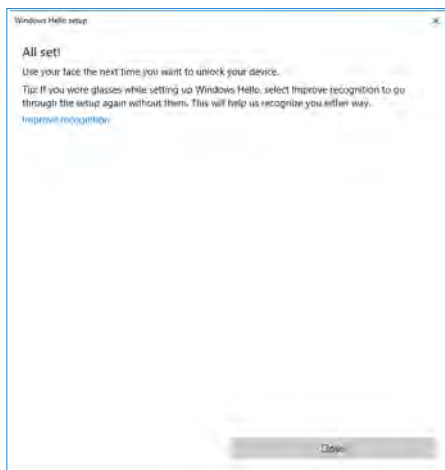 Windows Hello setup
All set!
Use your face the next time you want to unlock your device.
Tip: If you wore glasses while setting up Windows Hello, select Improve recognition to go
through the setup again without them. This will help us recognize you either way.
Improve recognition
Close